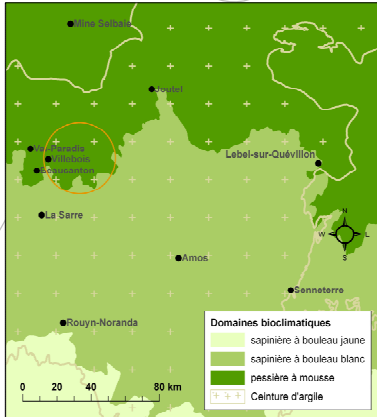 Mine Selbaie
Joutel
Val-Paradis
Villebois
Beaucanton
Lebel-sur-Quévillon
La Sarre
N
W L
S
Amos
Senneterre
Rouyn-Noranda
Domaines bioclimatiques
sapinière à bouleau jaune
sapinière à bouleau blanc
pessière à mousse
Ceinture d'argile
0 20 40 80 km